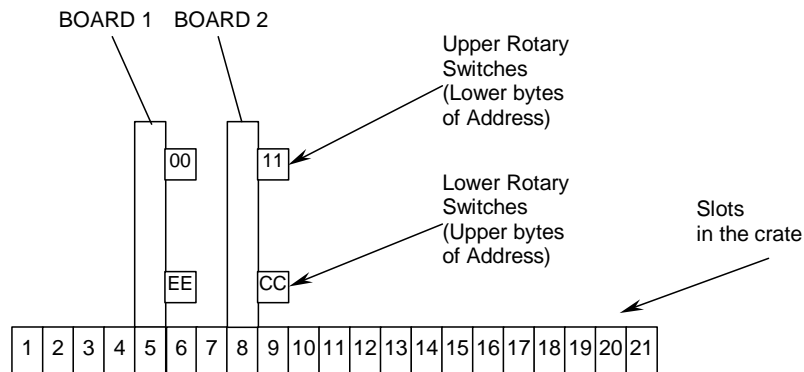 BOARD 1 BOARD 2
Upper Rotary
Switches
(Lower bytes
of Address)
00 11
Lower Rotary
Switches
(Upper bytes
of Address)
Slots
in the crate
EE CC
1 2 3 4 5 6 7 8 9 10 11 12 13 14 15 16 17 18 19 20 21